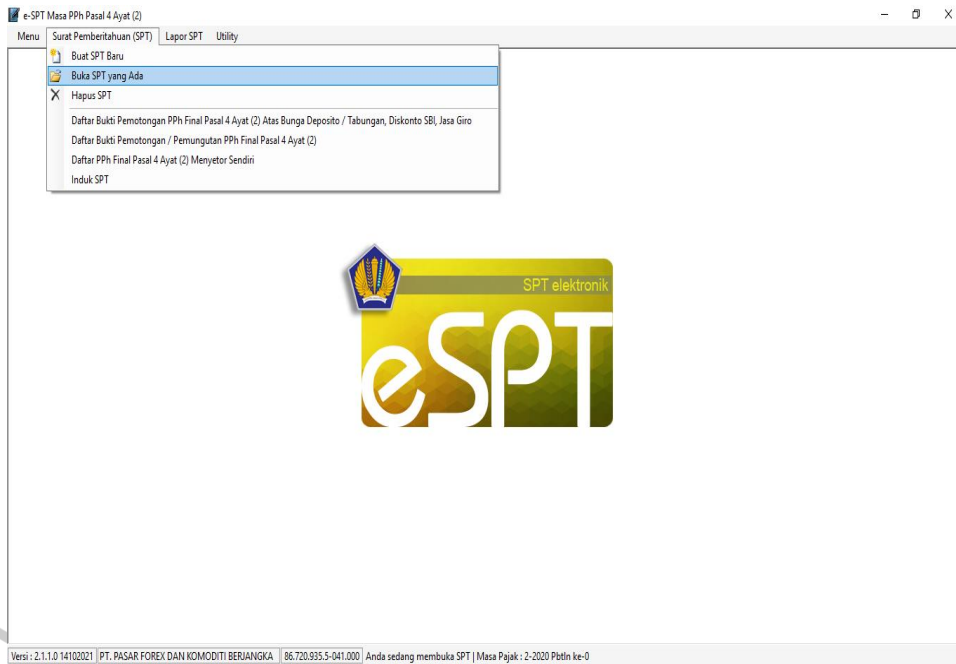 e-SPT Masa PPh Pasal 4 Ayat (2)
Menu Surat Pemberitahuan (SPT) Lapor SPT Utility
Buat SPT Baru
Buka SPT yang Ada
Hapus SPT
Daftar Bukti Pemotongan PPh Final Pasal 4 Ayat (2) Atas Bunga Deposito / Tabungan, Diskonto SBI, Jasa Giro
Daftar Bukti Pemotongan / Pemungutan PPh Final Pasal 4 Ayat (2)
Daftar PPh Final Pasal 4 Ayat (2) Menyetor Sendiri
Induk SPT
SPT elektronik
eSPT
Versi : 2.1.1.0 14102021 PT. PASAR FOREX DAN KOMODITI BERJANGKA 86.720.935.5-041.000 Anda sedang membuka SPT | Masa Pajak : 2-2020 Pbtln ke-0